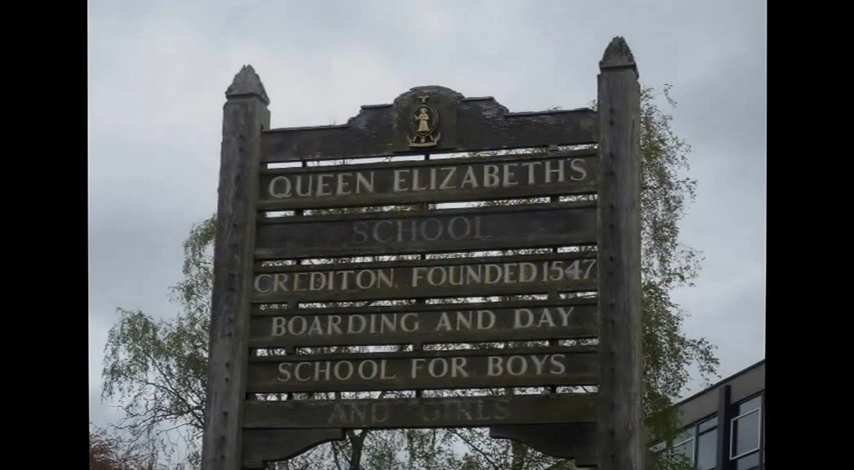 QUEEN ELIZABETHS
SCHOOL
CREDITON, FOUNDED 1547
BOARDING AND DAY
SCHOOL FOR BOYS
AND GIRLS